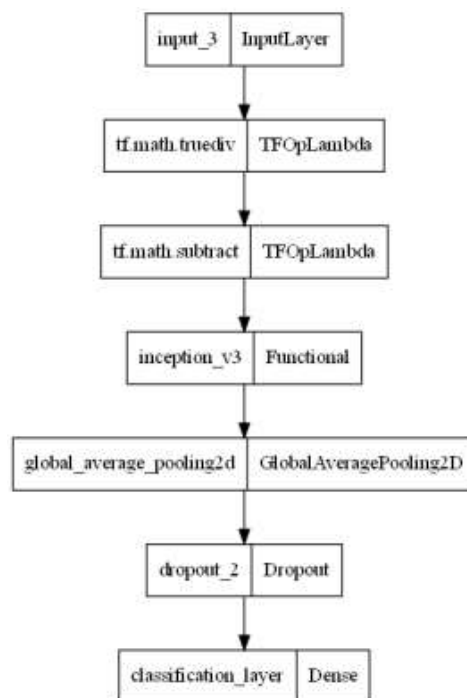 input_3 InputLayer
tf.math.truediv TFOpLambda
tf.math.subtract TFOpLambda
inception_v3 Functional
global_average_pooling2d GlobalAveragePooling2D
dropout_2 Dropout
classification_layer Dense